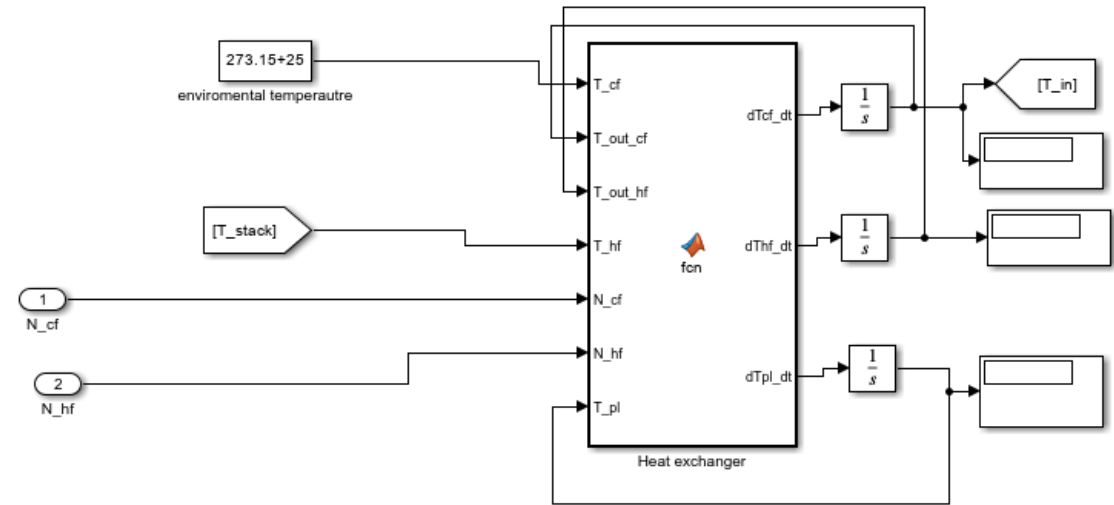 273.15+25
enviromental temperautre
[T_stack]
1
N_cf
2
N_hf
T_cf
T_out_cf
T_out_hf
T_hf
N_cf
N_hf
T_pl
fcn
dTcf_dt
dThf_dt
dTpl_dt
Heat exchanger
1
s
1
s
1
s
[T_in]